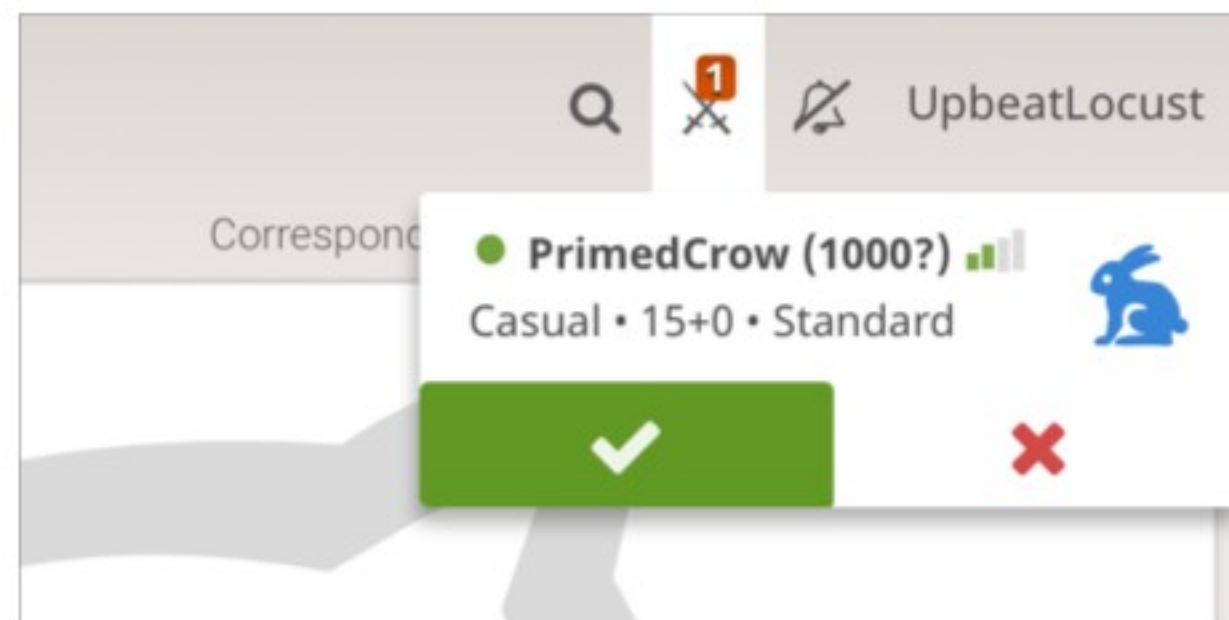 1
UpbeatLocust
Correspond
PrimedCrow (1000?)
Casual • 15+0 • Standard